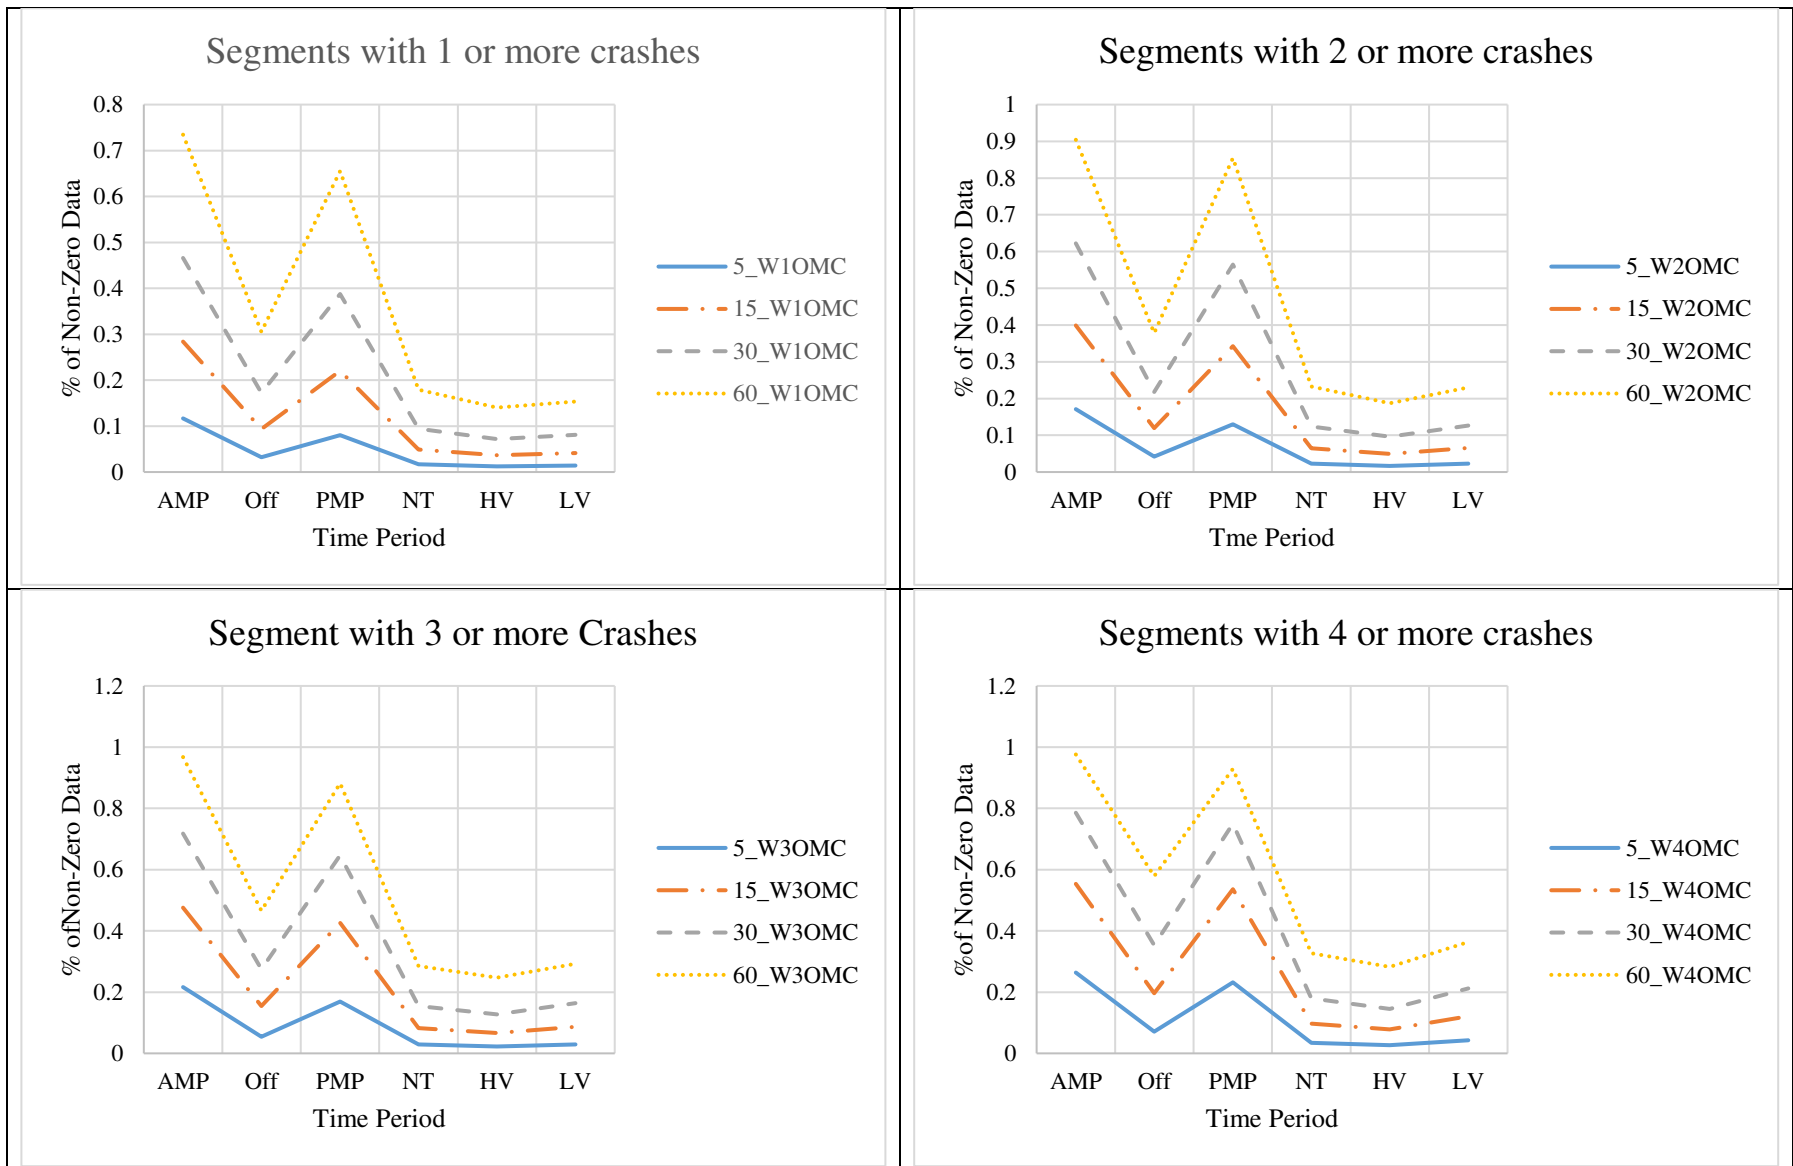 Segments with 1 or more crashes
0.8
0.7
0.6
0.5
0.4
0.3
0.2
0.1
0
% of Non-Zero Data
AMP Off PMP NT HV LV
Time Period
5_W1OMC
15_W1OMC
30_W1OMC
60_W1OMC
Segments with 2 or more crashes
1
0.9
0.8
0.7
0.6
0.5
0.4
0.3
0.2
0.1
0
% of Non-Zero Data
AMP Off PMP NT HV LV
Tme Period
5_W2OMC
15_W2OMC
30_W2OMC
60_W2OMC
Segment with 3 or more Crashes
1.2
1
0.8
0.6
0.4
0.2
0
% ofNon-Zero Data
AMP Off PMP NT HV LV
Time Period
5_W3OMC
15_W3OMC
30_W3OMC
60_W3OMC
Segments with 4 or more crashes
1.2
1
0.8
0.6
0.4
0.2
0
%of Non-Zero Data
AMP Off PMP NT HV LV
Time Period
5_W4OMC
15_W4OMC
30_W4OMC
60_W4OMC